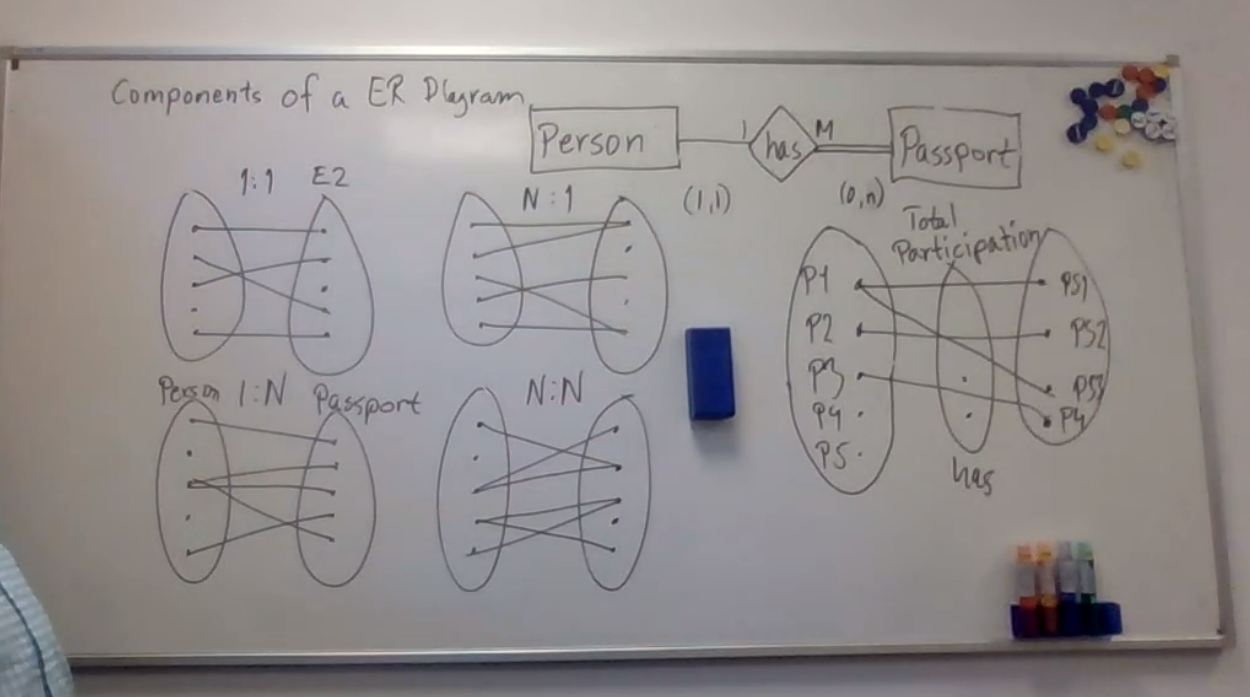 Components of a ER DIagram
Person 1 has M Passport
(1,1) (0,n)
1:1 E2
N:1
Total
Participation
P1 PS1
P2 PS2
P3 PS3
P4 P4
P5
has
Person 1:N Passport
N:N